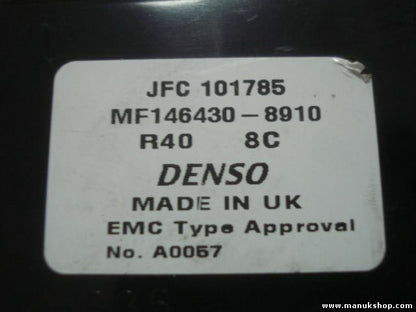 JFC 101785
MF146430-8910
R40 8C
DENSO
MADE IN UK
EMC Type Approval
No. A0057
www.manukshop.com